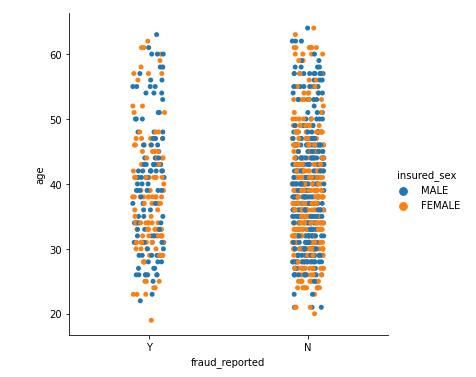 60
50
40
30
20
age
Y
N
fraud_reported
insured_sex
MALE
FEMALE